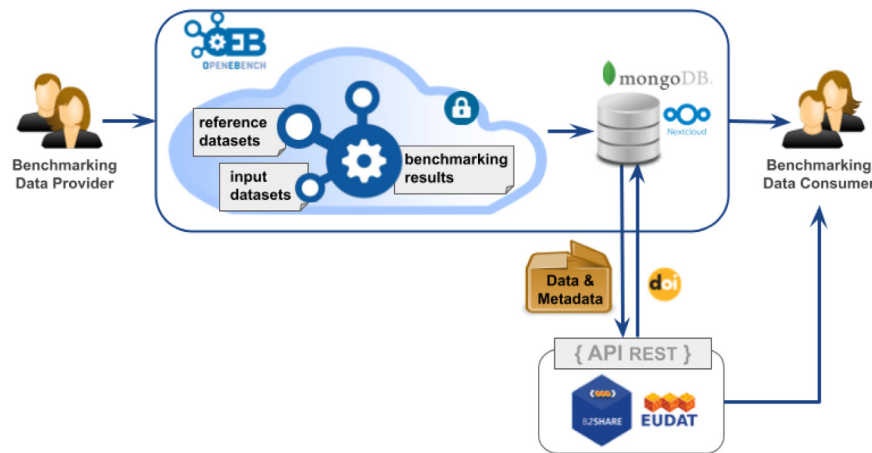 OEB
OPENEBENCH
mongoDB.
Nextcloud
reference
datasets
input
datasets
benchmarking
results
Benchmarking
Data Provider
Benchmarking
Data Consumer
Data &
Metadata
doi
{ API REST }
B2SHARE
EUDAT